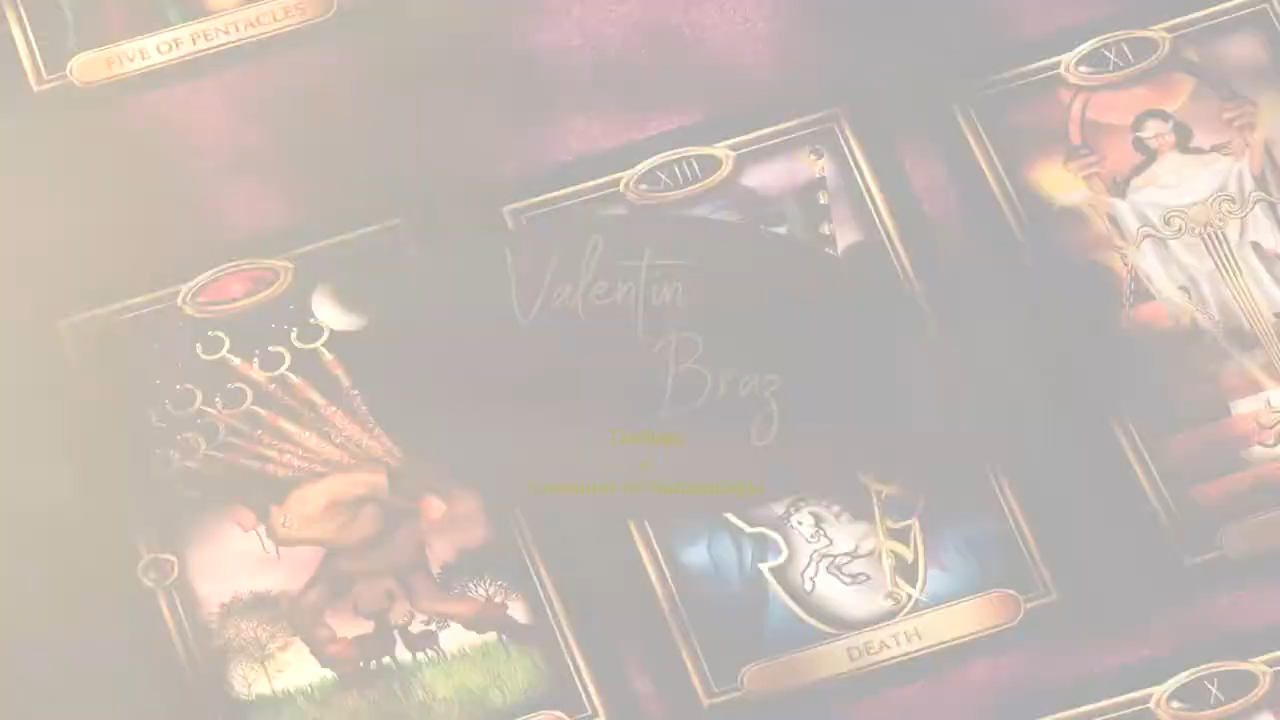 FIVE OF PENTACLES
XI
XIII
Valentin
Braz
DEATH
X